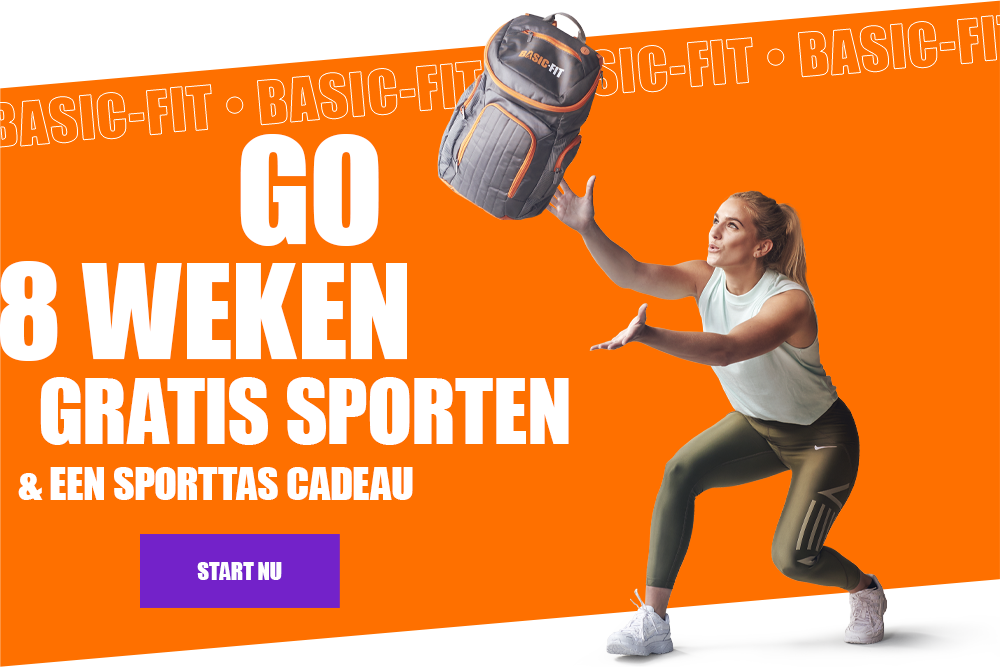 BASIC-FIT • BASIC-FIT • BASIC-FIT • BASIC-FIT
BASIC-FIT
GO
8 WEKEN
GRATIS SPORTEN
& EEN SPORTTAS CADEAU
START NU